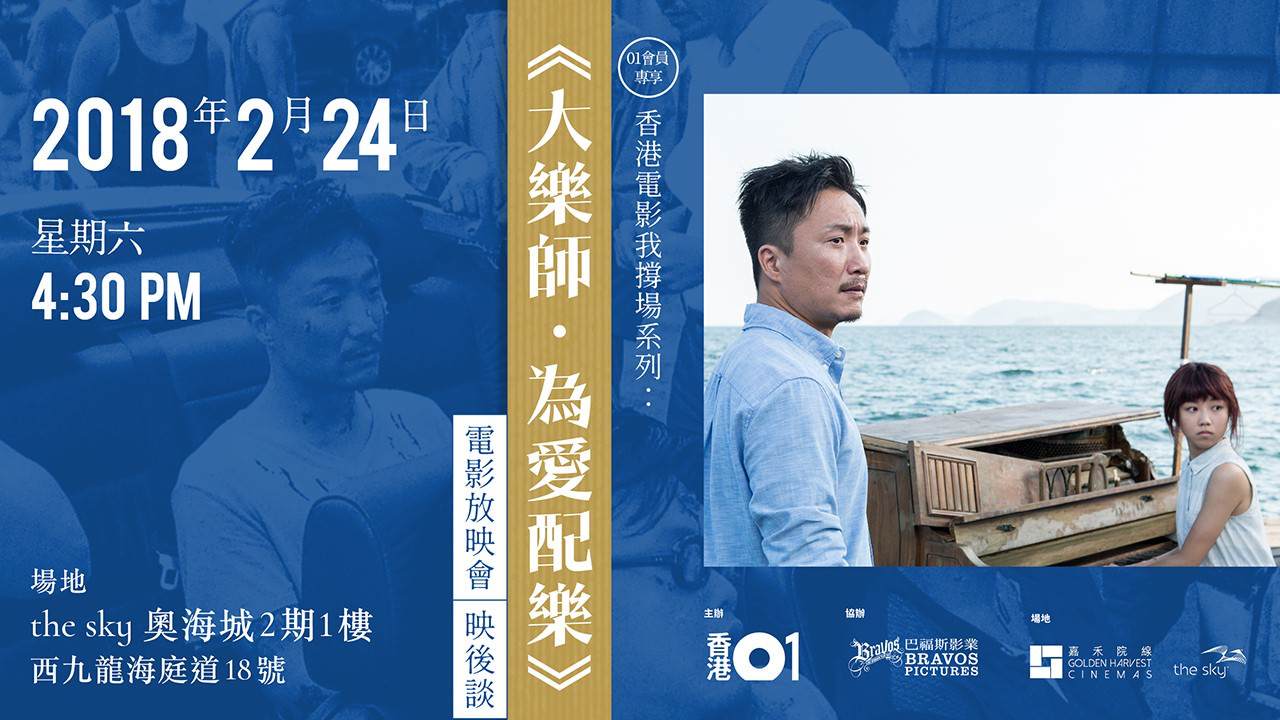 2018年2月24日
星期六
4:30 PM
場地
the sky 奧海城2期1樓
西九龍海庭道18號
電影放映會
映後談
《大樂師．為愛配樂》
01會員
專享
香港電影我撐場系列：
主辦
香港01
協辦
BraVos
巴福斯影業
BRAVOS
PICTURES
場地
嘉禾院線
GOLDEN HARVEST
CINEMAS
the sky